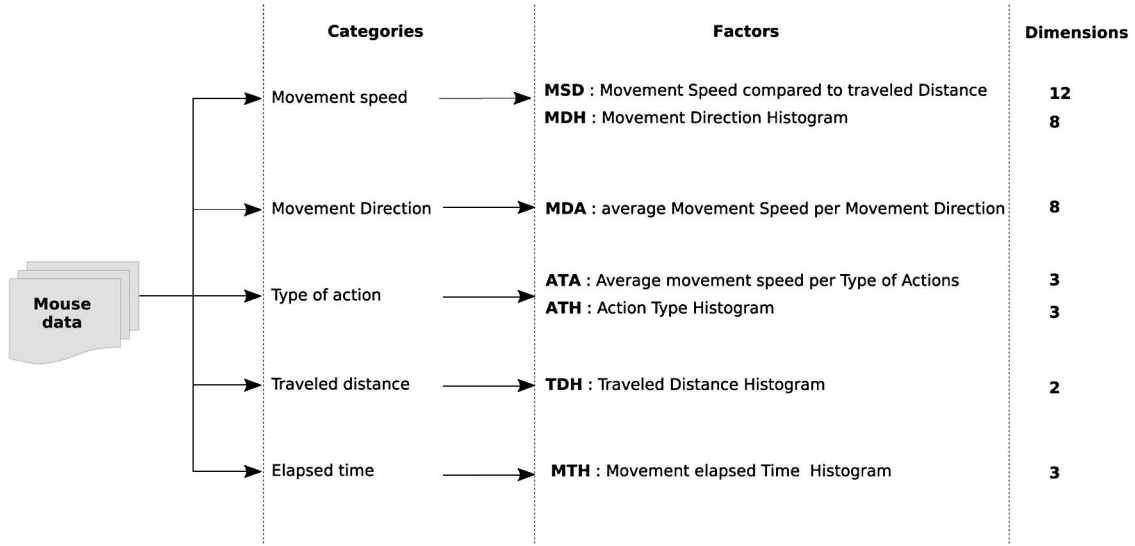 Categories
Factors
Dimensions
Movement speed
MSD : Movement Speed compared to traveled Distance
12
MDH : Movement Direction Histogram
8
Movement Direction
MDA : average Movement Speed per Movement Direction
8
Mouse
data
Type of action
ATA : Average movement speed per Type of Actions
3
ATH : Action Type Histogram
3
Traveled distance
TDH : Traveled Distance Histogram
2
Elapsed time
MTH : Movement elapsed Time  Histogram
3